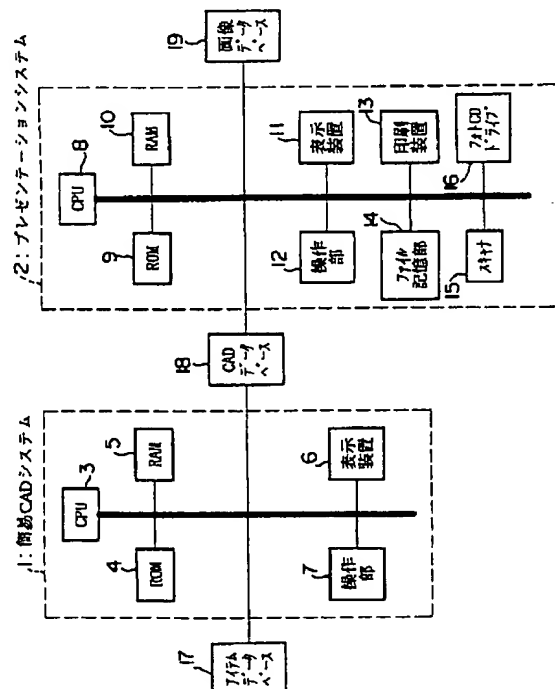 1:簡易CADシステム
3
CPU
4
ROM
5
RAM
6
表示
装置
7
操作
部
17
アイテム
データ
ベース
18
CAD
データ
ベース
2:プレゼンテーションシステム
8
CPU
9
ROM
10
RAM
11
表示
装置
12
操作
部
13
印刷
装置
14
ファイル
記憶部
15
スキャナ
16
フォトCD
ドライブ
19
画像
データ
ベース